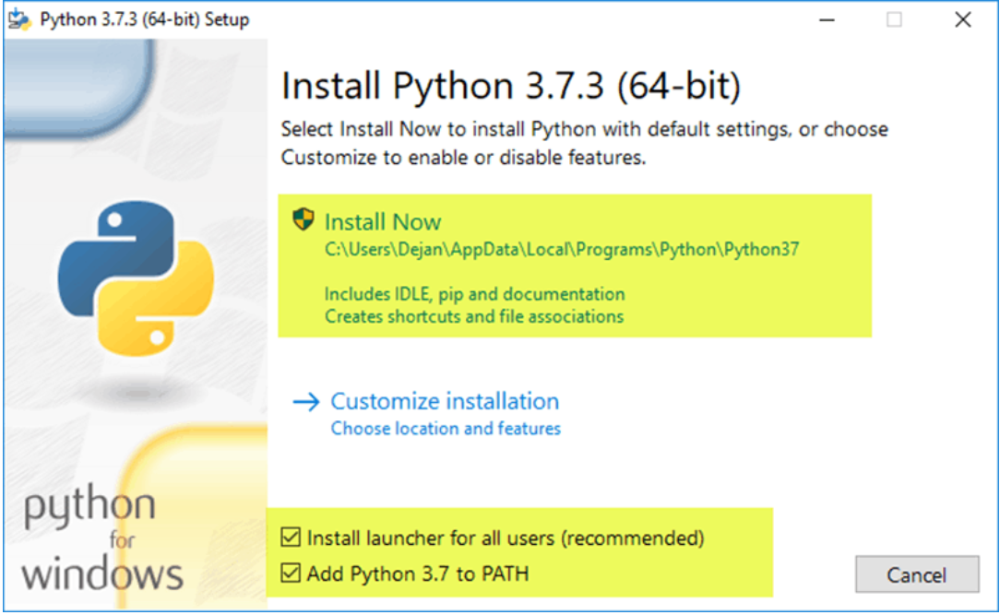 Python 3.7.3 (64-bit) Setup
Install Python 3.7.3 (64-bit)
Select Install Now to install Python with default settings, or choose
Customize to enable or disable features.
Install Now
C:\Users\Dejan\AppData\Local\Programs\Python\Python37
Includes IDLE, pip and documentation
Creates shortcuts and file associations
Customize installation
Choose location and features
python
for
windows
Install launcher for all users (recommended)
Add Python 3.7 to PATH
Cancel